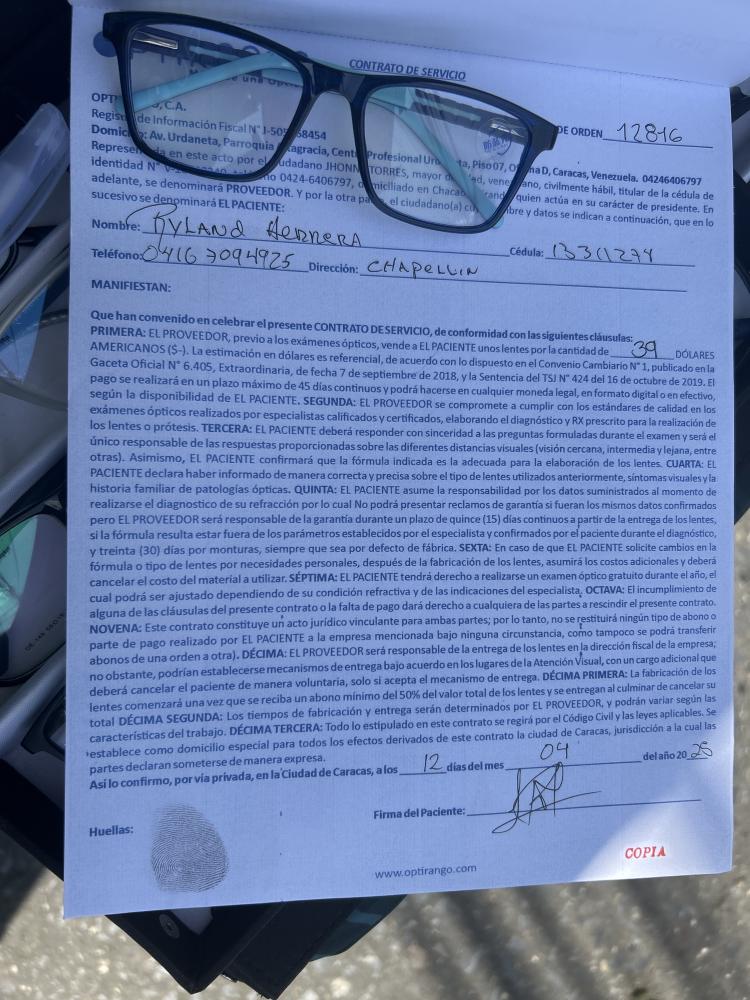 CONTRATO DE SERVICIO
C.A. DE ORDEN 12816
Información Fiscal N° 58454
Av. Urdaneta, Parroquia Profesional Piso 07, D, Caracas, Venezuela. 04246406797
en este acto por el JHONN TORRES, mayor civilmente hábil, titular de la cédula de
identidad N° 0424-6406797, quien actúa en su carácter de presidente. En
adelante, se denominará PROVEEDOR. Y por la otra el ciudadano(a) y datos se indican a continuación, que en lo
sucesivo se denominará EL PACIENTE:
Nombre: RYLAND HERRERA Cédula: 13311274
Teléfono: 0416 7094925 Dirección: CHAPELLIN
MANIFIESTAN:
Que han convenido en celebrar el presente CONTRATO DE SERVICIO, de conformidad con las siguientes cláusulas:
PRIMERA: EL PROVEEDOR, previo a los exámenes ópticos, vende a EL PACIENTE unos lentes por la cantidad de 39 DÓLARES
AMERICANOS (S-). La estimación en dólares es referencial, de acuerdo con lo dispuesto en el Convenio Cambiario N° 1, publicado en la
Gaceta Oficial N° 6.405, Extraordinaria, de fecha 7 de septiembre de 2018, y la Sentencia del TSJ N° 424 del 16 de octubre de 2019. El
pago se realizará en un plazo máximo de 45 días continuos y podrá hacerse en cualquier moneda legal, en formato digital o en efectivo,
según la disponibilidad de EL PACIENTE. SEGUNDA: EL PROVEEDOR se compromete a cumplir con los estándares de calidad en los
exámenes ópticos realizados por especialistas calificados y certificados, elaborando el diagnóstico y RX prescrito para la realización de
los lentes o prótesis. TERCERA: EL PACIENTE deberá responder con sinceridad a las preguntas formuladas durante el examen y será el
único responsable de las respuestas proporcionadas sobre las diferentes distancias visuales (visión cercana, intermedia y lejana, entre
otras). Asimismo, EL PACIENTE confirmará que la fórmula indicada es la adecuada para la elaboración de los lentes. CUARTA: EL
PACIENTE declara haber informado de manera correcta y precisa sobre el tipo de lentes utilizados anteriormente, síntomas visuales y la
historia familiar de patologías ópticas. QUINTA: EL PACIENTE asume la responsabilidad por los datos suministrados al momento de
realizarse el diagnostico de su refracción por lo cual No podrá presentar reclamos de garantía si fueran los mismos datos confirmados
pero EL PROVEEDOR será responsable de la garantía durante un plazo de quince (15) días continuos a partir de la entrega de los lentes,
si la fórmula resulta estar fuera de los parámetros establecidos por el especialista y confirmados por el paciente durante el diagnóstico,
y treinta (30) días por monturas, siempre que sea por defecto de fábrica. SEXTA: En caso de que EL PACIENTE solicite cambios en la
fórmula o tipo de lentes por necesidades personales, después de la fabricación de los lentes, asumirá los costos adicionales y deberá
cancelar el costo del material a utilizar. SÉPTIMA: EL PACIENTE tendrá derecho a realizarse un examen óptico gratuito durante el año, el
cual podrá ser ajustado dependiendo de su condición refractiva y de las indicaciones del especialista. OCTAVA: El incumplimiento de
alguna de las cláusulas del presente contrato o la falta de pago dará derecho a cualquiera de las partes a rescindir el presente contrato.
NOVENA: Este contrato constituye un acto jurídico vinculante para ambas partes; por lo tanto, no se restituirá ningún tipo de abono o
parte de pago realizado por EL PACIENTE a la empresa mencionada bajo ninguna circunstancia, como tampoco se podrá transferir
abonos de una orden a otra). DÉCIMA: EL PROVEEDOR será responsable de la entrega de los lentes en la dirección fiscal de la empresa;
no obstante, podrían establecerse mecanismos de entrega bajo acuerdo en los lugares de la Atención Visual, con un cargo adicional que
deberá cancelar el paciente de manera voluntaria, solo si acepta el mecanismo de entrega. DÉCIMA PRIMERA: La fabricación de los
lentes comenzará una vez que se reciba un abono mínimo del 50% del valor total de los lentes y se entregan al culminar de cancelar su
total DÉCIMA SEGUNDA: Los tiempos de fabricación y entrega serán determinados por EL PROVEEDOR, y podrán variar según las
características del trabajo. DÉCIMA TERCERA: Todo lo estipulado en este contrato se regirá por el Código Civil y las leyes aplicables. Se
establece como domicilio especial para todos los efectos derivados de este contrato la ciudad de Caracas, jurisdicción a la cual las
partes declaran someterse de manera expresa.
Así lo confirmo, por vía privada, en la Ciudad de Caracas, a los 12 días del mes 04 del año 2025
Firma del Paciente:
Huellas:
COPIA
www.optirango.com